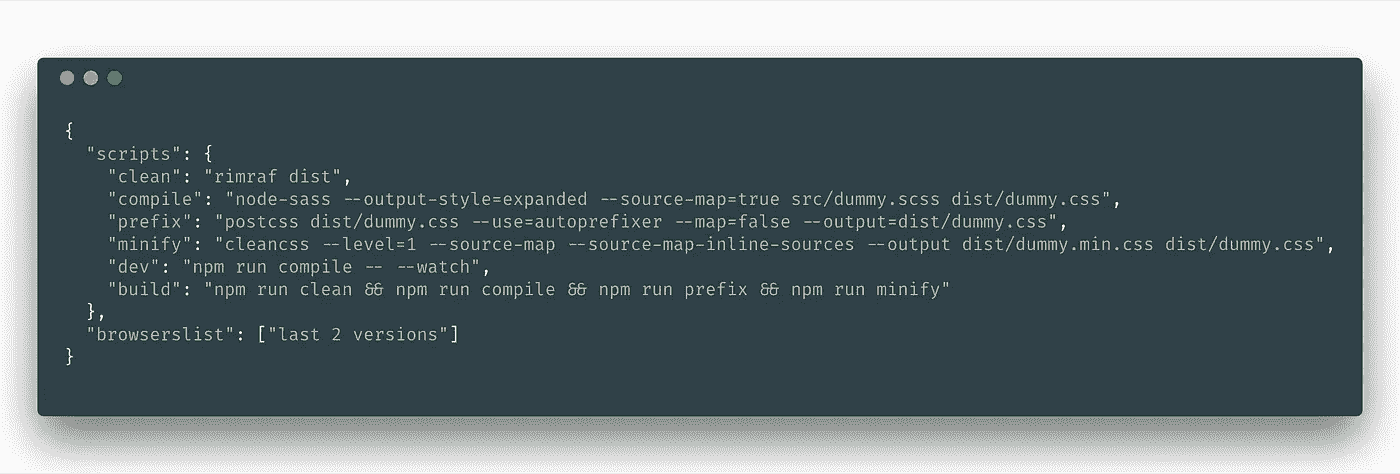 {
"scripts": {
"clean": "rimraf dist",
"compile": "node-sass --output-style=expanded --source-map=true src/dummy.scss dist/dummy.css",
"prefix": "postcss dist/dummy.css --use=autoprefixer --map=false --output=dist/dummy.css",
"minify": "cleancss --level=1 --source-map --source-map-inline-sources --output dist/dummy.min.css dist/dummy.css",
"dev": "npm run compile -- --watch",
"build": "npm run clean && npm run compile && npm run prefix && npm run minify"
},
"browserslist": ["last 2 versions"]
}